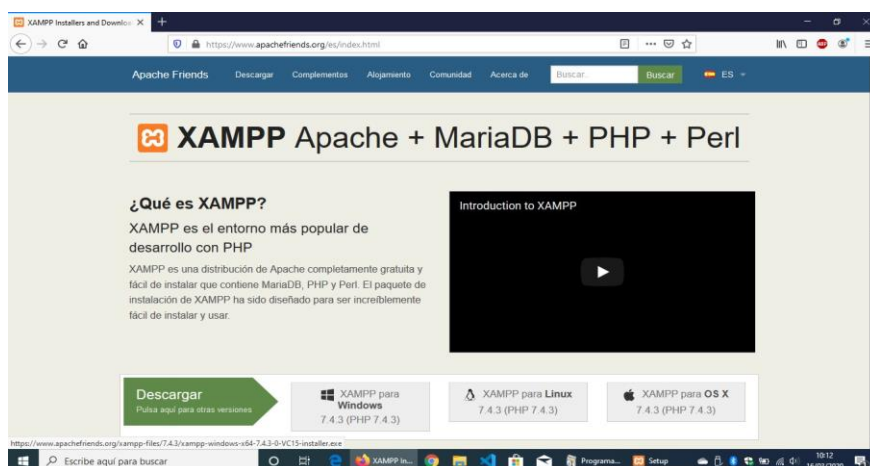 XAMPP Installers and Downloa
https://www.apachefriends.org/es/index.html
Apache Friends Descargar Complementos Alojamiento Comunidad Acerca de Buscar... Buscar ES
XAMPP Apache + MariaDB + PHP + Perl
¿Qué es XAMPP?
XAMPP es el entorno más popular de
desarrollo con PHP
XAMPP es una distribución de Apache completamente gratuita y
fácil de instalar que contiene MariaDB, PHP y Perl. El paquete de
instalación de XAMPP ha sido diseñado para ser increíblemente
fácil de instalar y usar.
Introduction to XAMPP
Descargar
Pulsa aquí para otras versiones
XAMPP para
Windows
7.4.3 (PHP 7.4.3)
XAMPP para Linux
7.4.3 (PHP 7.4.3)
XAMPP para OS X
7.4.3 (PHP 7.4.3)
https://www.apachefriends.org/xampp-files/7.4.3/xampp-windows-x64-7.4.3-0-VC15-installer.exe
Escribe aquí para buscar
XAMPP In...
Programa...
Setup
10:12
16/03/2020